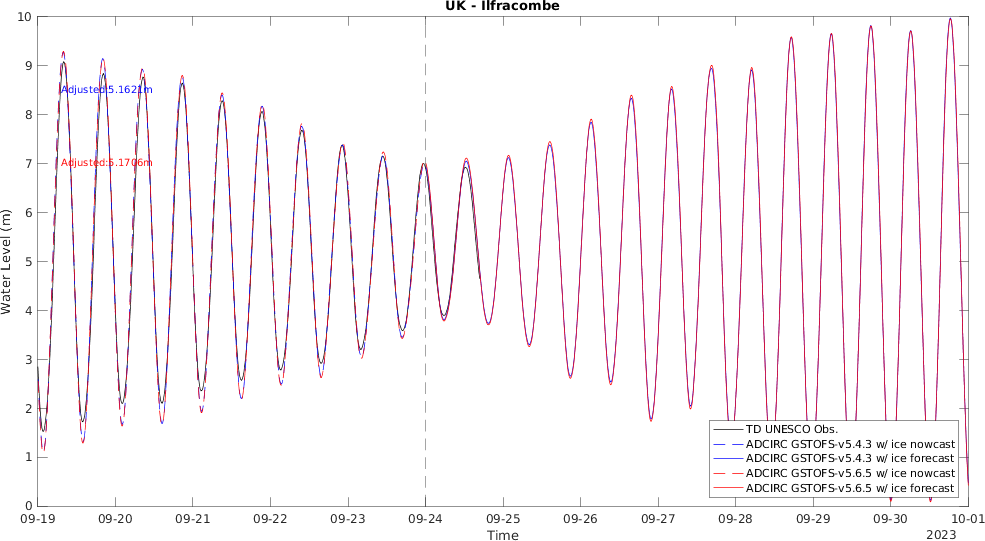 UK - Ilfracombe
10
9
8
7
6
5
4
3
2
1
0
Water Level (m)
Adjusted:5.1621m
Adjusted:5.1706m
TD UNESCO Obs.
ADCIRC GSTOFS-v5.4.3 w/ ice nowcast
ADCIRC GSTOFS-v5.4.3 w/ ice forecast
ADCIRC GSTOFS-v5.6.5 w/ ice nowcast
ADCIRC GSTOFS-v5.6.5 w/ ice forecast
09-19 09-20 09-21 09-22 09-23 09-24 09-25 09-26 09-27 09-28 09-29 09-30 10-01
Time
2023